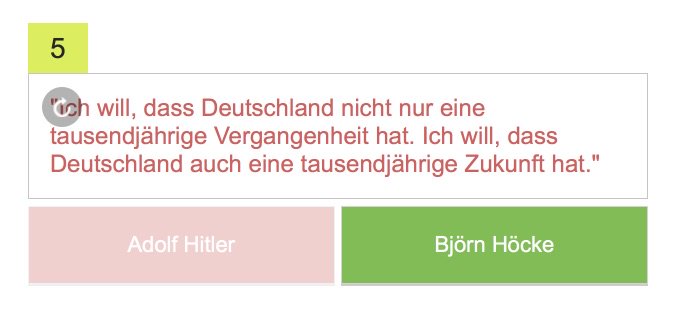 5
"Ich will, dass Deutschland nicht nur eine
tausendjährige Vergangenheit hat. Ich will, dass
Deutschland auch eine tausendjährige Zukunft hat."
Adolf Hitler
Björn Höcke